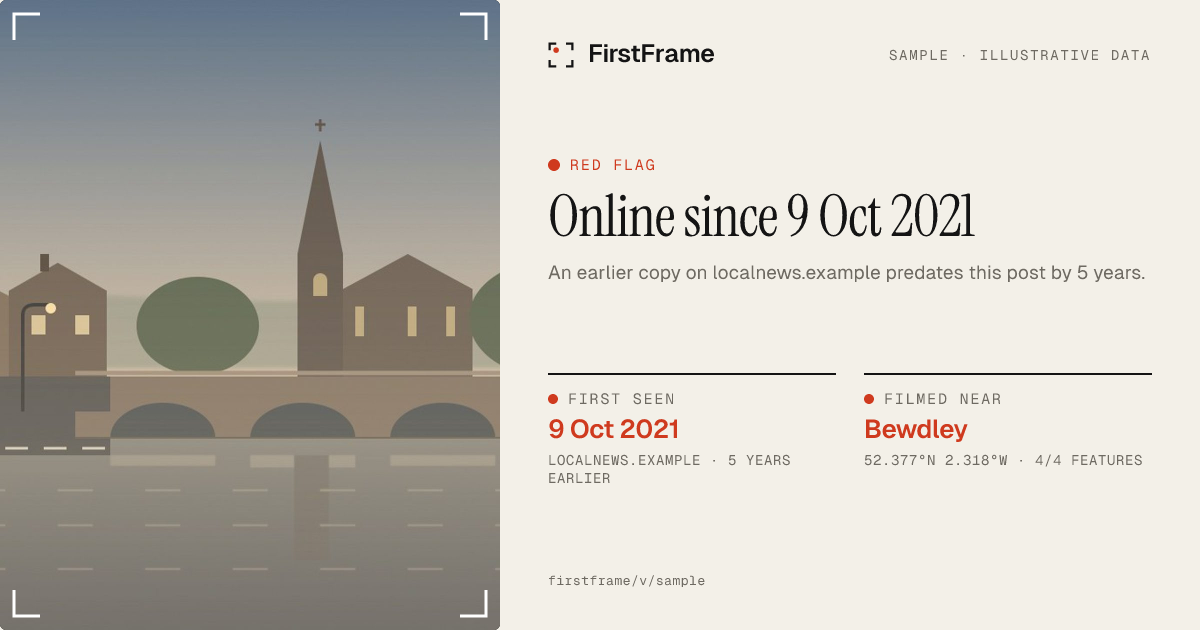 FirstFrame
SAMPLE · ILLUSTRATIVE DATA
RED FLAG
Online since 9 Oct 2021
An earlier copy on localnews.example predates this post by 5 years.
FIRST SEEN
9 Oct 2021
LOCALNEWS.EXAMPLE · 5 YEARS
EARLIER
FILMED NEAR
Bewdley
52.377°N 2.318°W · 4/4 FEATURES
firstframe/v/sample